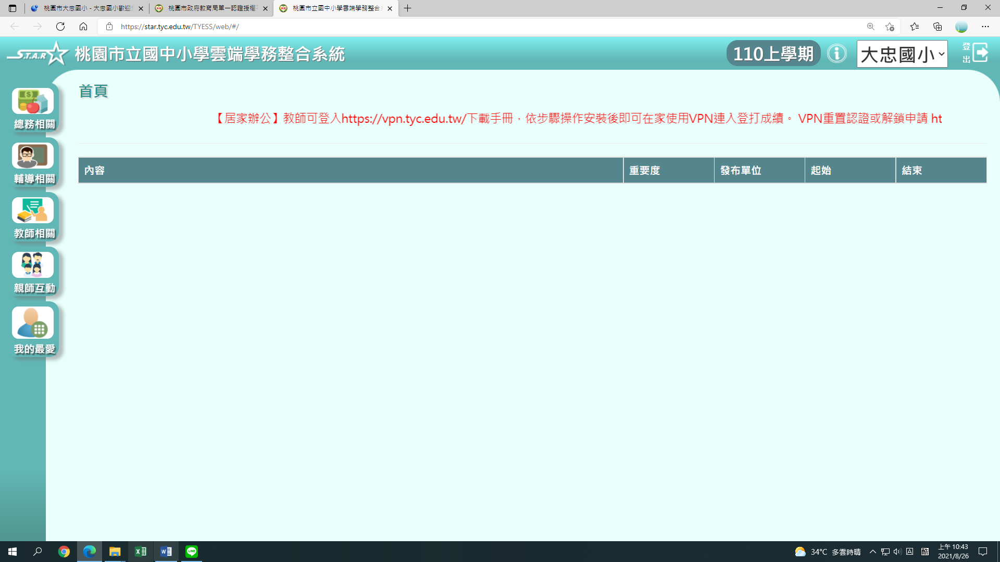 桃園市大忠國小 - 大忠國小歡迎
桃園市政府教育局單一認證授權
桃園市立國中小學雲端學務整合
https://star.tyc.edu.tw/TYESS/web/#/
S.T.A.R 桃園市立國中小學雲端學務整合系統
110上學期
大忠國小
登出
首頁
【居家辦公】教師可登入https://vpn.tyc.edu.tw/下載手冊，依步驟操作安裝後即可在家使用VPN連入登打成績。 VPN重置認證或解鎖申請 ht
內容 重要度 發布單位 起始 結束
總務相關
輔導相關
教師相關
親師互動
我的最愛
34°C 多雲時晴
上午 10:43
2021/8/26